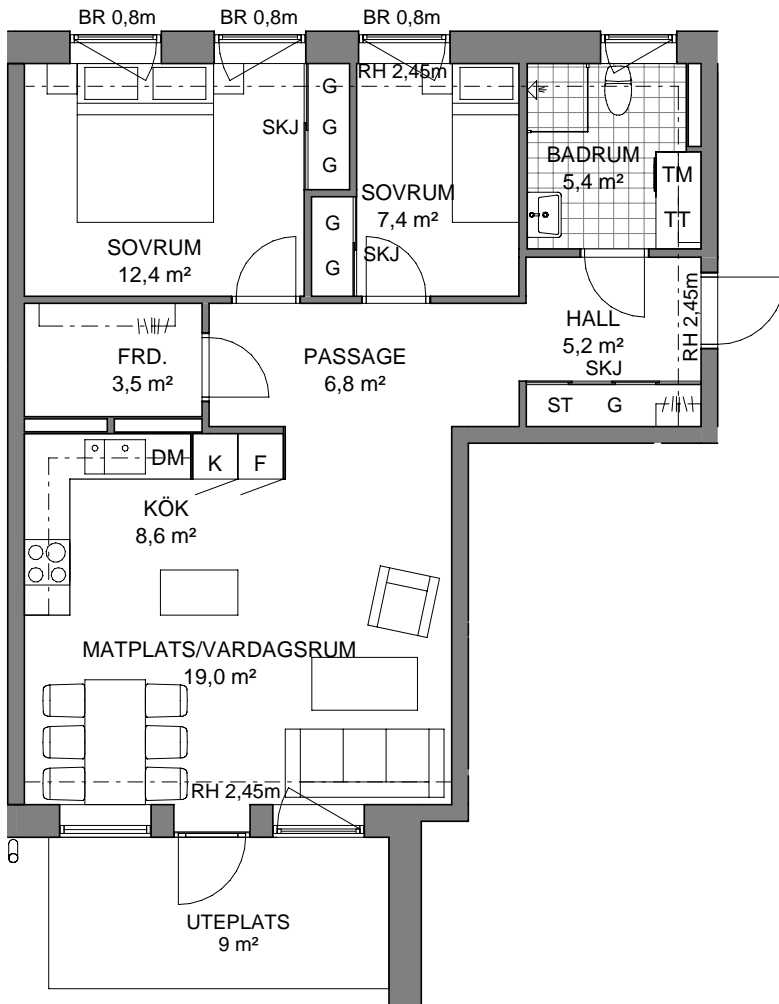 BR 0,8m
BR 0,8m
BR 0,8m
RH 2,45m
G
G
G
SKJ
SOVRUM
12,4 m²
SOVRUM
7,4 m²
G
G
SKJ
BADRUM
5,4 m²
TM
TT
HALL
5,2 m²
SKJ
RH 2,45m
ST
G
FRD.
3,5 m²
PASSAGE
6,8 m²
DM
K
F
KÖK
8,6 m²
MATPLATS/VARDAGSRUM
19,0 m²
RH 2,45m
UTEPLATS
9 m²